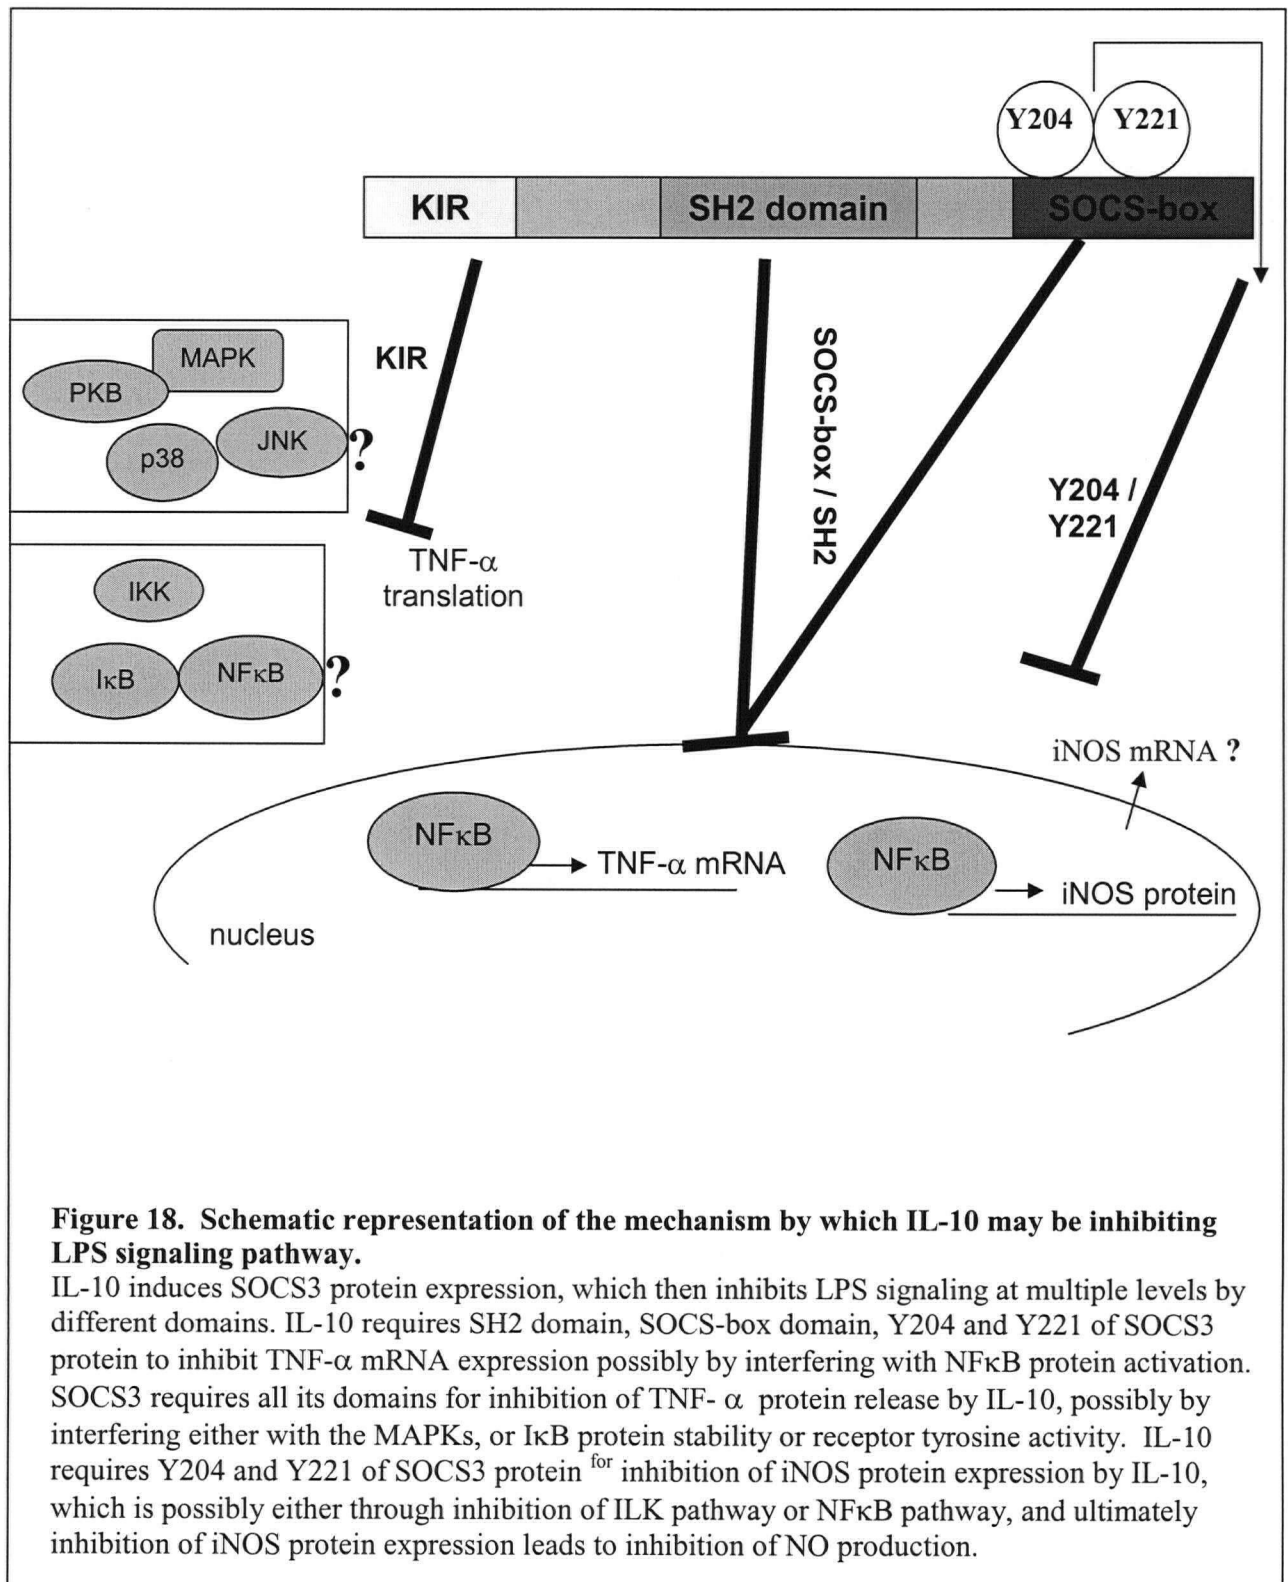 Y204 Y221
KIR SH2 domain SOCS-box
MAPK
PKB
KIR
JNK ?
p38
SOCS-box / SH2
Y204 /
Y221
TNF-α
translation
IKK
IκB NFκB ?
iNOS mRNA ?
NFκB
TNF-α mRNA
NFκB
iNOS protein
nucleus
Figure 18. Schematic representation of the mechanism by which IL-10 may be inhibiting
LPS signaling pathway.
IL-10 induces SOCS3 protein expression, which then inhibits LPS signaling at multiple levels by
different domains. IL-10 requires SH2 domain, SOCS-box domain, Y204 and Y221 of SOCS3
protein to inhibit TNF-α mRNA expression possibly by interfering with NFκB protein activation.
SOCS3 requires all its domains for inhibition of TNF- α protein release by IL-10, possibly by
interfering either with the MAPKs, or IκB protein stability or receptor tyrosine activity. IL-10
requires Y204 and Y221 of SOCS3 protein for inhibition of iNOS protein expression by IL-10,
which is possibly either through inhibition of ILK pathway or NFκB pathway, and ultimately
inhibition of iNOS protein expression leads to inhibition of NO production.